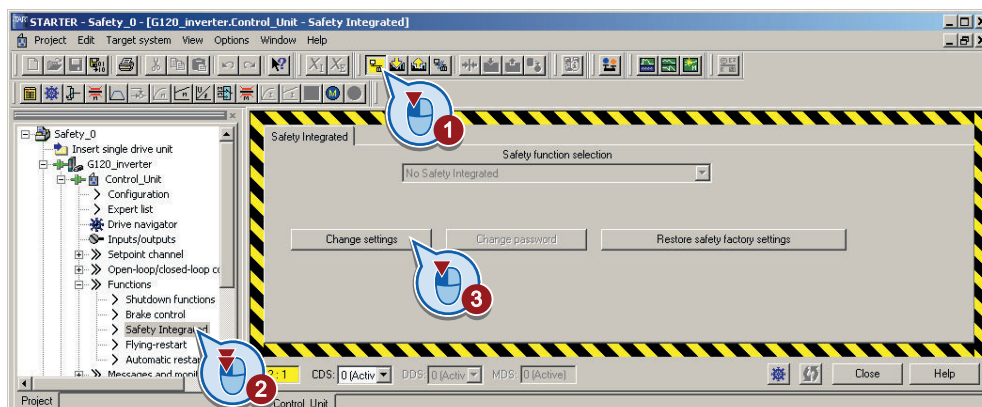 STARTER - Safety_0 - [G120_inverter.Control_Unit - Safety Integrated]
Project Edit Target system View Options Window Help
1
Safety_0
Insert single drive unit
G120_inverter
Control_Unit
Configuration
Expert list
Drive navigator
Inputs/outputs
Setpoint channel
Open-loop/closed-loop co
Functions
Shutdown functions
Brake control
Safety Integrated
Flying-restart
Automatic resta
Messages and monit
2
Project
Safety Integrated
Safety function selection
No Safety Integrated
Change settings Change password Restore safety factory settings
3
: 1 CDS: 0 (Activ DDS: 0 (Activ MDS: 0 (Active) Close Help
Control_Unit